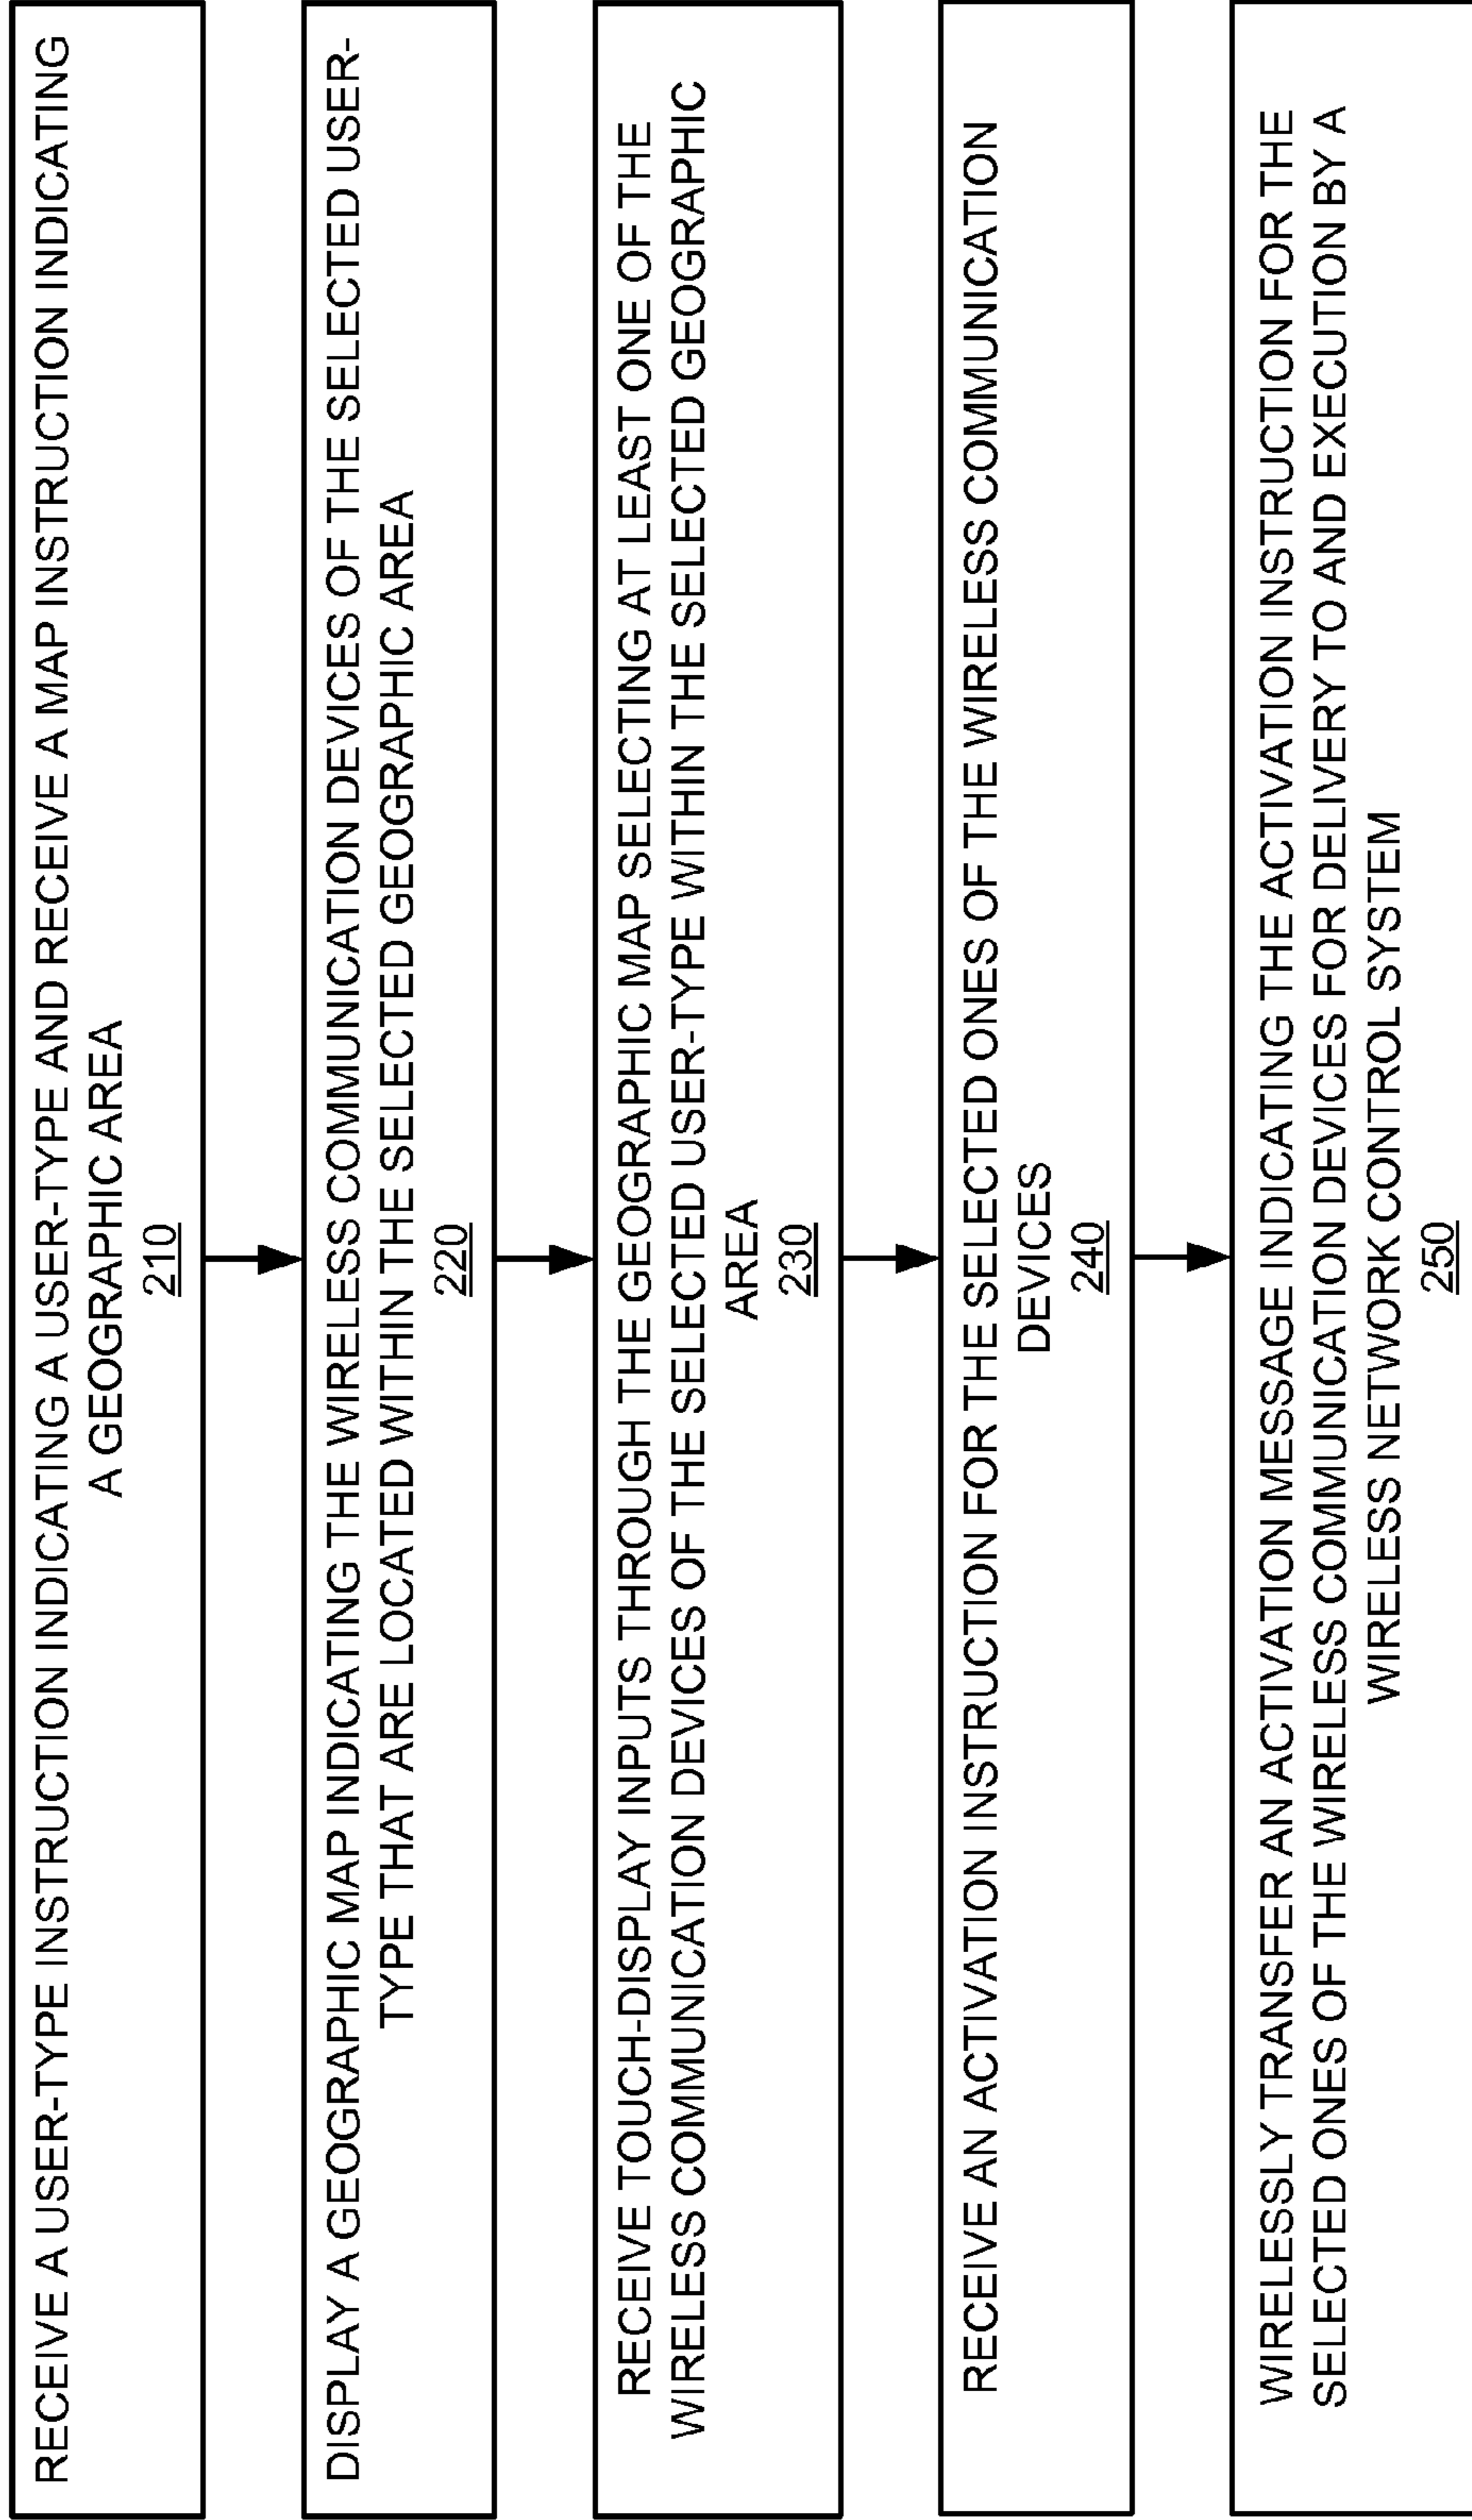 RECEIVE A USER-TYPE INSTRUCTION INDICATING A USER-TYPE AND RECEIVE A MAP INSTRUCTION INDICATING
A GEOGRAPHIC AREA
210
DISPLAY A GEOGRAPHIC MAP INDICATING THE WIRELESS COMMUNICATION DEVICES OF THE SELECTED USER-
TYPE THAT ARE LOCATED WITHIN THE SELECTED GEOGRAPHIC AREA
220
RECEIVE TOUCH-DISPLAY INPUTS THROUGH THE GEOGRAPHIC MAP SELECTING AT LEAST ONE OF THE
WIRELESS COMMUNICATION DEVICES OF THE SELECTED USER-TYPE WITHIN THE SELECTED GEOGRAPHIC
AREA
230
RECEIVE AN ACTIVATION INSTRUCTION FOR THE SELECTED ONES OF THE WIRELESS COMMUNICATION
DEVICES
240
WIRELESSLY TRANSFER AN ACTIVATION MESSAGE INDICATING THE ACTIVATION INSTRUCTION FOR THE
SELECTED ONES OF THE WIRELESS COMMUNICATION DEVICES FOR DELIVERY TO AND EXECUTION BY A
WIRELESS NETWORK CONTROL SYSTEM
250